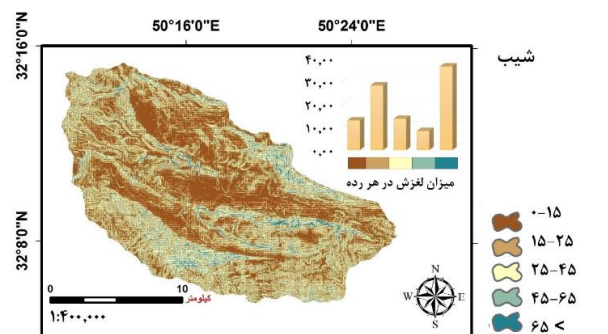 50°16'0"E
50°24'0"E
32°16'0"N
32°8'0"N
شیب
۴۰,۰۰
۳۰,۰۰
۲۰,۰۰
۱۰,۰۰
۰,۰۰
میزان لغزش در هر رده
۰-۱۵
۱۵-۲۵
۲۵-۴۵
۴۵-۶۵
۶۵ <
N
W
E
S
0
10
کیلومتر
1:۴۰۰,۰۰۰